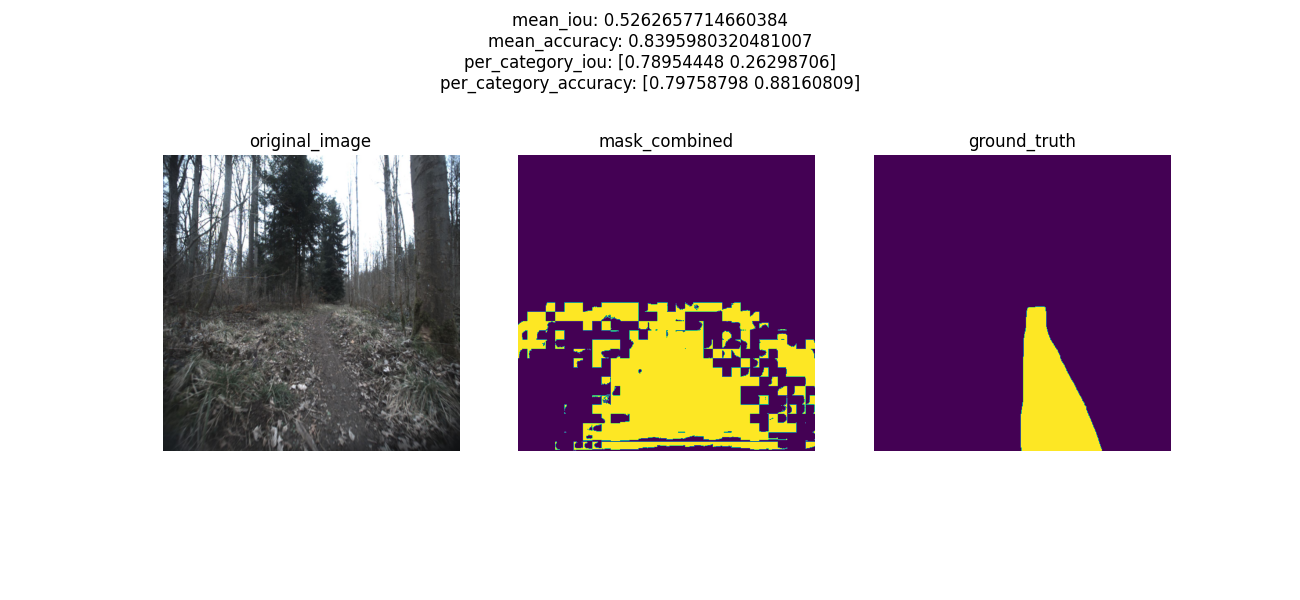 mean_iou: 0.5262657714660384
mean_accuracy: 0.8395980320481007
per_category_iou: [0.78954448 0.26298706]
per_category_accuracy: [0.79758798 0.88160809]
original_image
mask_combined
ground_truth